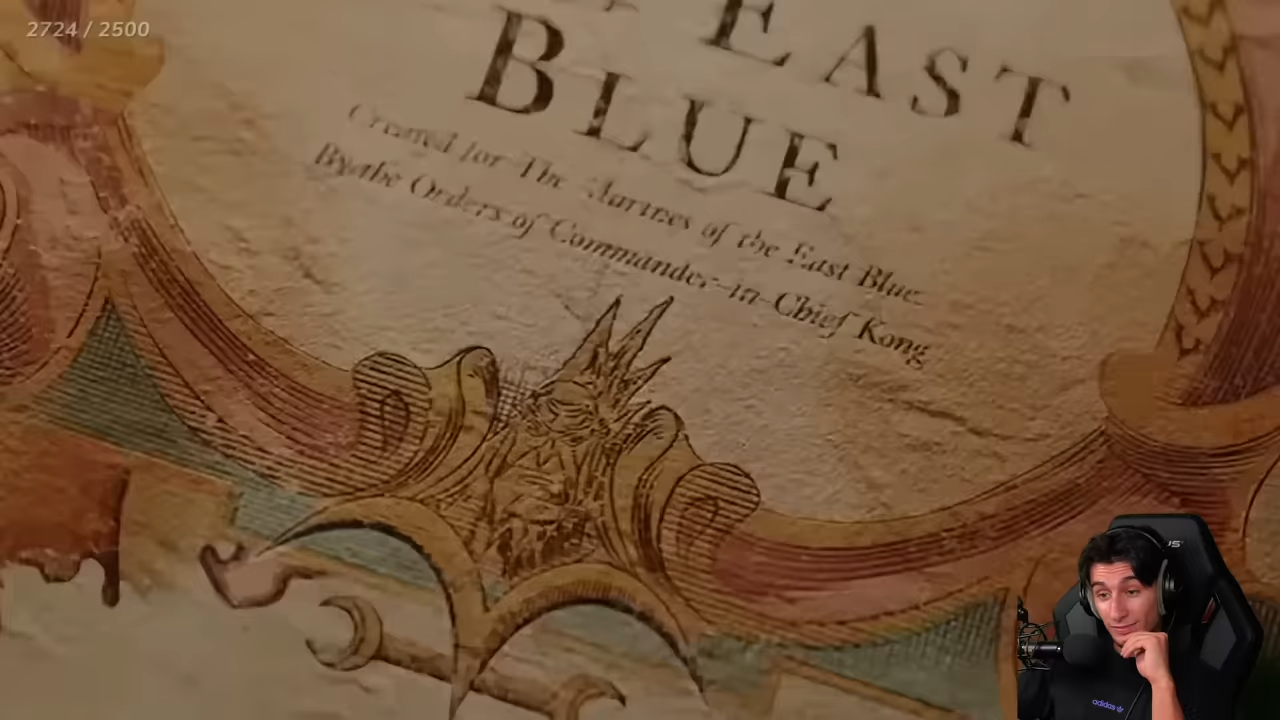 2724 / 2500
EAST
BLUE
Created for The Marines of the East Blue
By the Orders of Commander-in-Chief Kong
adidas